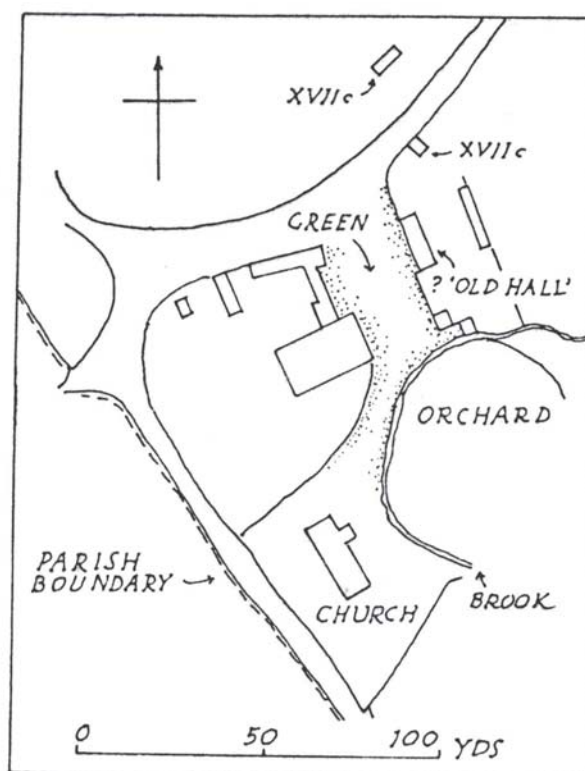 XVIIc
XVIIc
GREEN
? 'OLD HALL'
ORCHARD
PARISH
BOUNDARY
CHURCH
BROOK
0 50 100 YDS